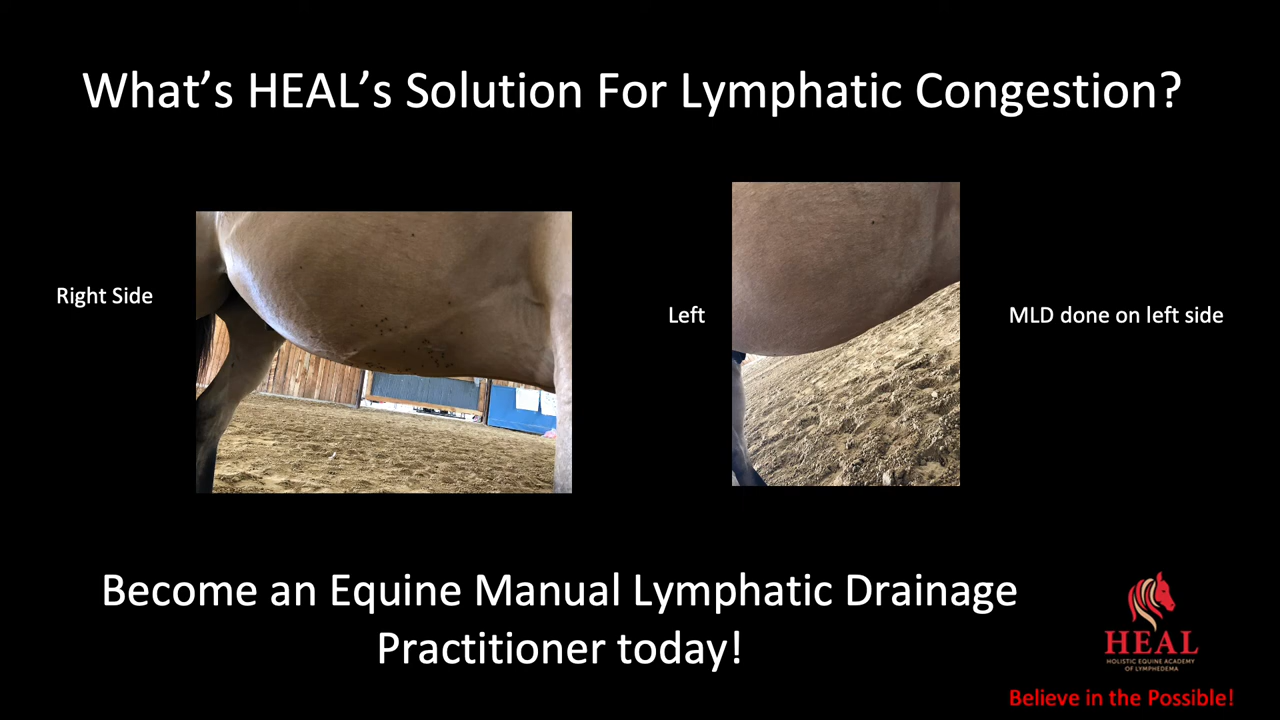 What's HEAL's Solution For Lymphatic Congestion?
Right Side
Left
MLD done on left side
Become an Equine Manual Lymphatic Drainage
Practitioner today!
HEAL
HOLISTIC EQUINE ACADEMY
OF LYMPHEDEMA
Believe in the Possible!